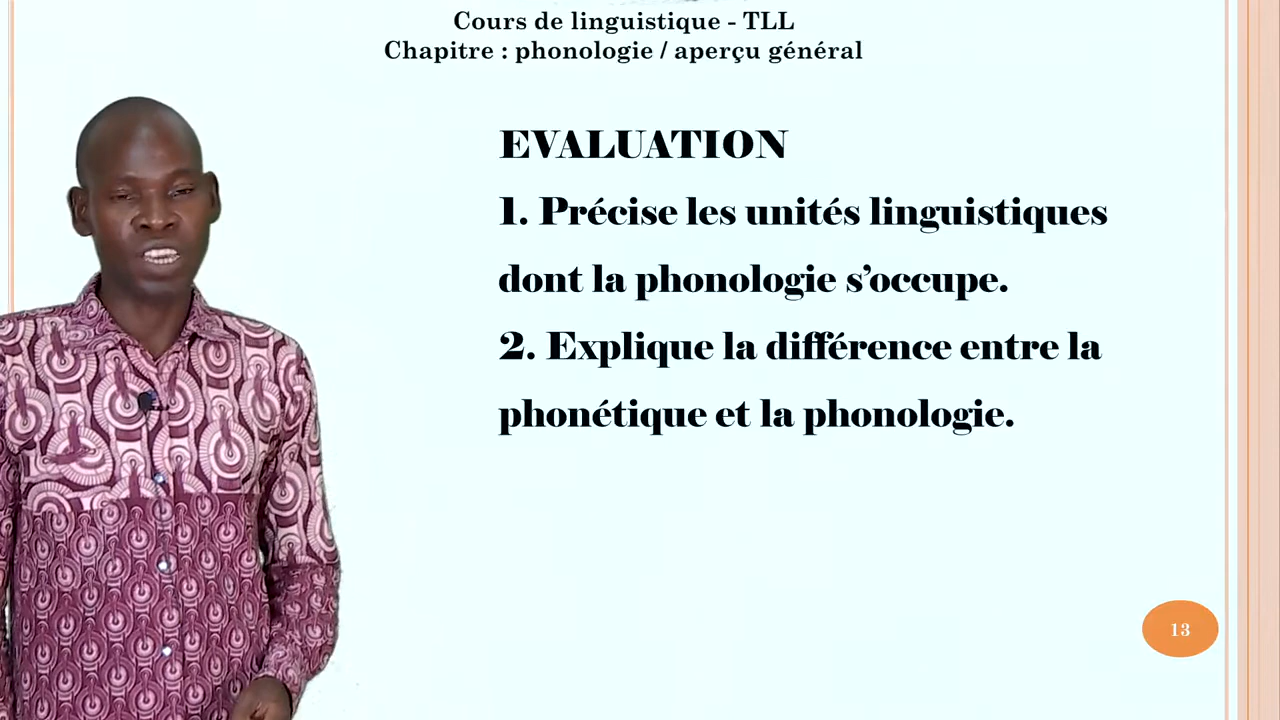 Cours de linguistique - TLL
Chapitre : phonologie / aperçu général
EVALUATION
1. Précise les unités linguistiques
dont la phonologie s’occupe.
2. Explique la différence entre la
phonétique et la phonologie.
13